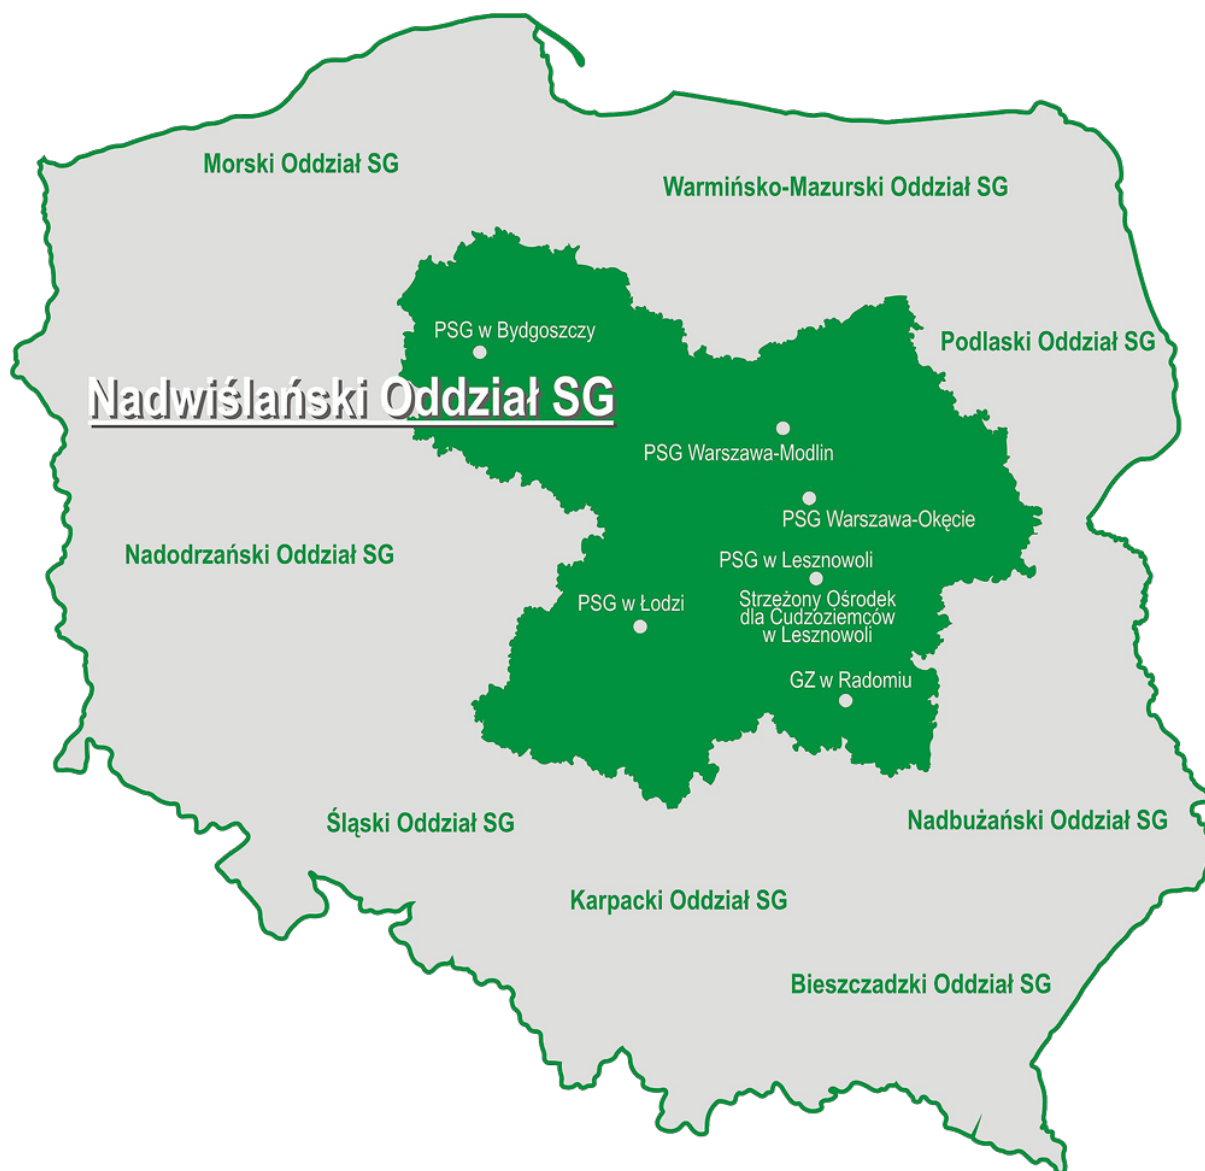 Morski Oddział SG
Warmińsko-Mazurski Oddział SG
PSG w Bydgoszczy
Podlaski Oddział SG
Nadwiślański Oddział SG
PSG Warszawa-Modlin
PSG Warszawa-Okęcie
Nadodrzański Oddział SG
PSG w Lesznowoli
Strzeżony Ośrodek
dla Cudzoziemców
w Lesznowoli
PSG w Łodzi
GZ w Radomiu
Śląski Oddział SG
Nadbużański Oddział SG
Karpacki Oddział SG
Bieszczadzki Oddział SG